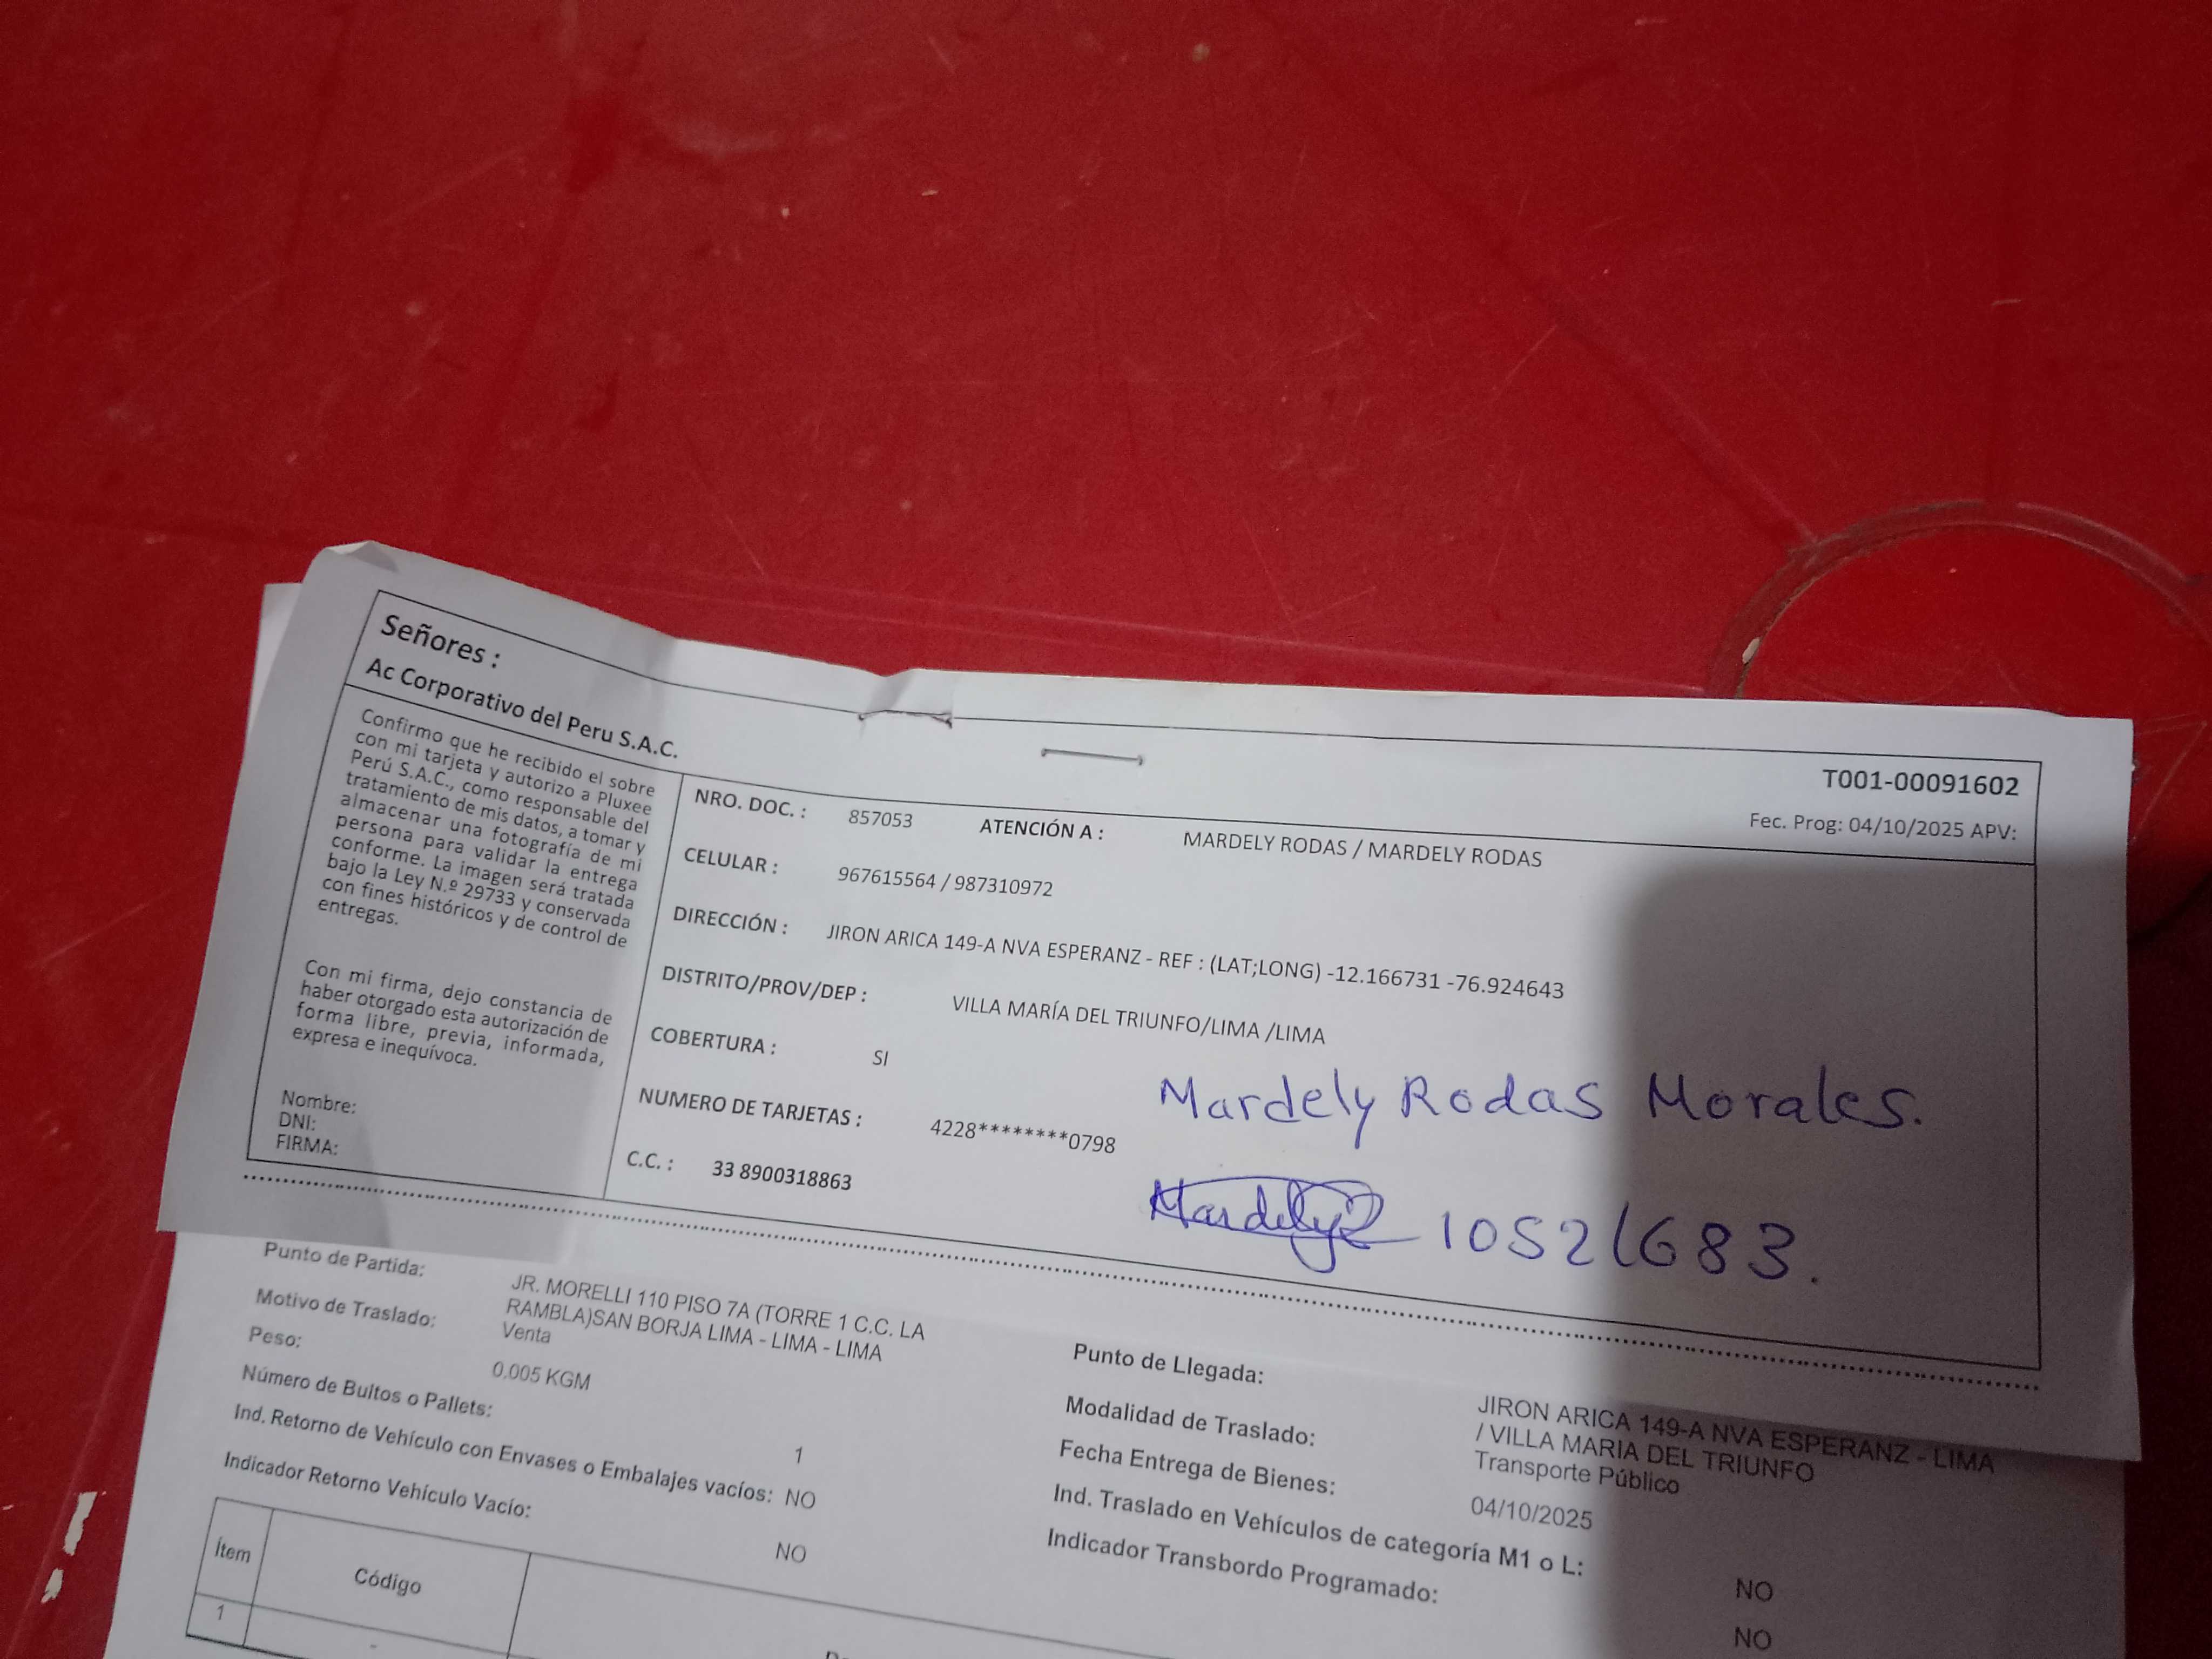 Señores :
Ac Corporativo del Peru S.A.C.
T001-00091602
Fec. Prog: 04/10/2025 APV:
Confirmo que he recibido el sobre
con mi tarjeta y autorizo a Pluxee
Perú S.A.C., como responsable del
tratamiento de mis datos, a tomar y
almacenar una fotografía de mi
persona para validar la entrega
conforme. La imagen será tratada
bajo la Ley N.º 29733 y conservada
con fines históricos y de control de
entregas.
Con mi firma, dejo constancia de
haber otorgado esta autorización de
forma libre, previa, informada,
expresa e inequívoca.
Nombre:
DNI:
FIRMA:
NRO. DOC. : 857053 ATENCIÓN A : MARDELY RODAS / MARDELY RODAS
CELULAR : 967615564 / 987310972
DIRECCIÓN : JIRON ARICA 149-A NVA ESPERANZ - REF : (LAT;LONG) -12.166731 -76.924643
DISTRITO/PROV/DEP : VILLA MARÍA DEL TRIUNFO/LIMA /LIMA
COBERTURA : SI
NUMERO DE TARJETAS : 4228********0798
C.C. : 33 8900318863
Mardely Rodas Morales.
Mardely 10521683.
Punto de Partida: JR. MORELLI 110 PISO 7A (TORRE 1 C.C. LA
RAMBLA)SAN BORJA LIMA - LIMA - LIMA
Motivo de Traslado: Venta
Peso: 0.005 KGM
Número de Bultos o Pallets: 1
Ind. Retorno de Vehículo con Envases o Embalajes vacíos: NO
Indicador Retorno Vehículo Vacío: NO
Punto de Llegada: JIRON ARICA 149-A NVA ESPERANZ - LIMA
/ VILLA MARIA DEL TRIUNFO
Modalidad de Traslado: Transporte Público
Fecha Entrega de Bienes: 04/10/2025
Ind. Traslado en Vehículos de categoría M1 o L: NO
Indicador Transbordo Programado: NO
Ítem Código
1 -